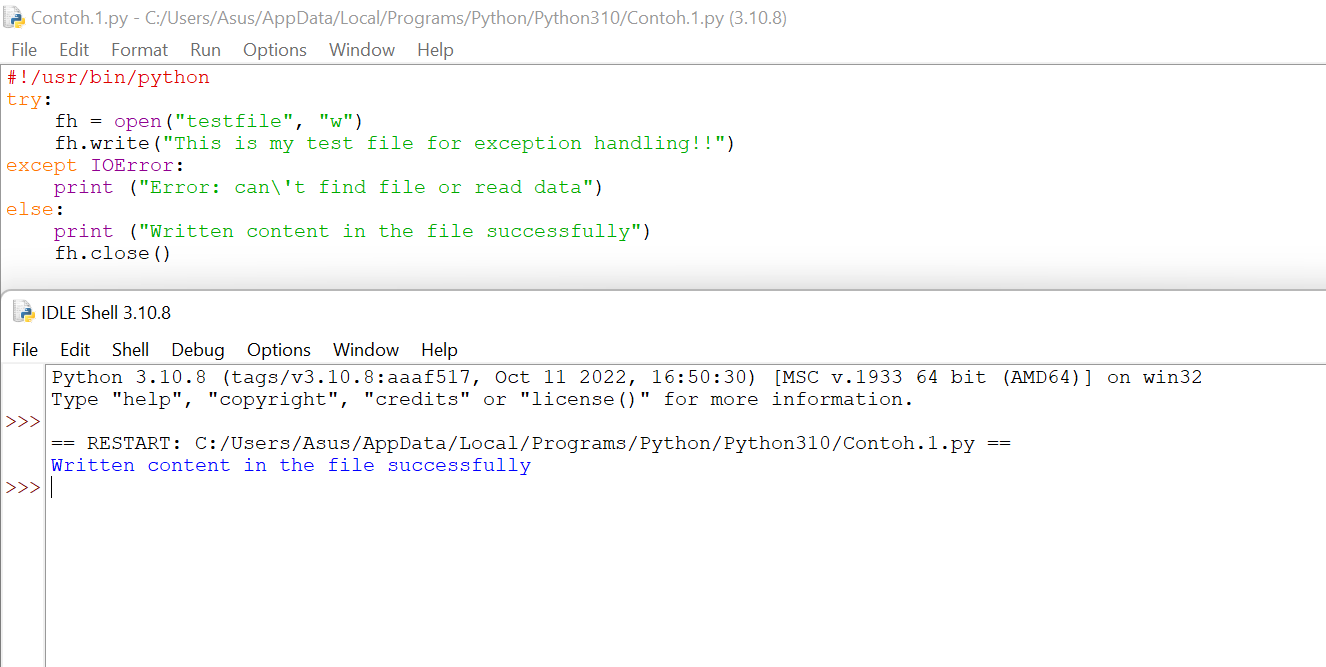 Contoh.1.py - C:/Users/Asus/AppData/Local/Programs/Python/Python310/Contoh.1.py (3.10.8)
File Edit Format Run Options Window Help
#!/usr/bin/python
try:
    fh = open("testfile", "w")
    fh.write("This is my test file for exception handling!!")
except IOError:
    print ("Error: can\'t find file or read data")
else:
    print ("Written content in the file successfully")
    fh.close()
IDLE Shell 3.10.8
File Edit Shell Debug Options Window Help
Python 3.10.8 (tags/v3.10.8:aaaf517, Oct 11 2022, 16:50:30) [MSC v.1933 64 bit (AMD64)] on win32
Type "help", "copyright", "credits" or "license()" for more information.
>>>
== RESTART: C:/Users/Asus/AppData/Local/Programs/Python/Python310/Contoh.1.py ==
Written content in the file successfully
>>>